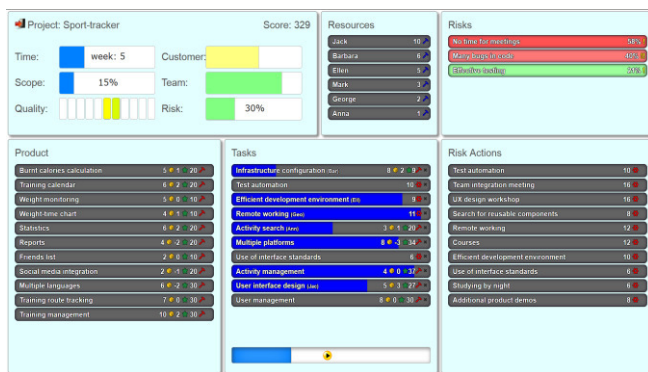 Project: Sport-tracker
Score: 329
Time:
week: 5
Customer:
Scope:
15%
Team:
Quality:
Risk:
30%
Resources
Jack 10
Barbara 6
Ellen 5
Mark 3
George 2
Anna 1
Risks
No time for meetings 58%
Many bugs in code 40%
Effective testing
Product
Burnt calories calculation 5 1 20
Training calendar 6 2 20
Weight monitoring 5 0 10
Weight-time chart 4 1 10
Statistics 6 2 20
Reports 4 -2 20
Friends list 2 0 10
Social media integration 2 -1 20
Multiple languages 6 -2 30
Training route tracking 7 0 30
Training management 10 2 30
Tasks
Infrastructure configuration 8 2 9
Test automation 10
Efficient development environment (Ell) 9
Remote working (Geo) 11
Activity search (Ann) 3 1 20
Multiple platforms 8 -3 34
Use of interface standards 6
Activity management 4 0 37
User interface design (Jac) 5 3 27
User management 8 0 30
Risk Actions
Test automation 10
Team integration meeting 16
UX design workshop 16
Search for reusable components 8
Remote working 12
Courses 12
Efficient development environment 10
Use of interface standards 6
Studying by night 6
Additional product demos 8